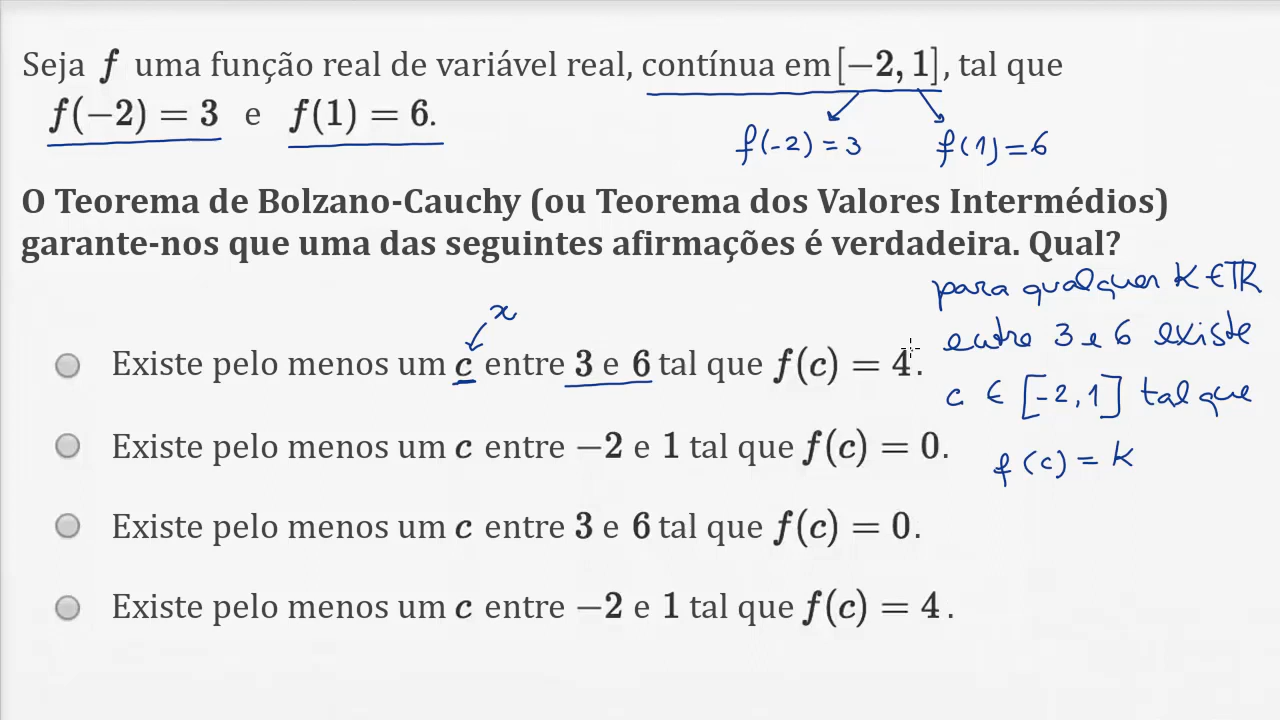 Seja f uma função real de variável real, contínua em [−2, 1], tal que
f(−2) = 3 e f(1) = 6.
f(-2) = 3 f(1) = 6
O Teorema de Bolzano-Cauchy (ou Teorema dos Valores Intermédios)
garante-nos que uma das seguintes afirmações é verdadeira. Qual?
para qualquer K ∈ ℝ
entre 3 e 6 existe
c ∈ [-2, 1] tal que
f(c) = K
x
Existe pelo menos um c entre 3 e 6 tal que f(c) = 4.
Existe pelo menos um c entre −2 e 1 tal que f(c) = 0.
Existe pelo menos um c entre 3 e 6 tal que f(c) = 0.
Existe pelo menos um c entre −2 e 1 tal que f(c) = 4 .